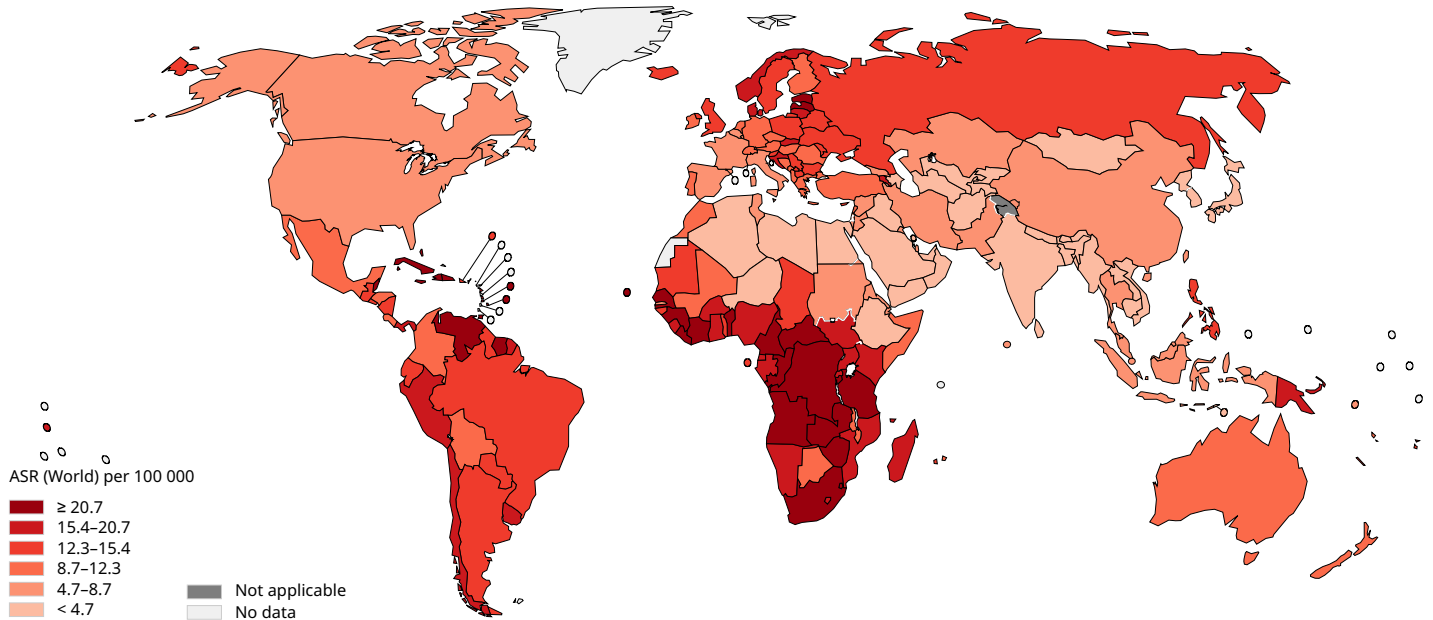 ASR (World) per 100 000
≥ 20.7
15.4–20.7
12.3–15.4
8.7–12.3
4.7–8.7
< 4.7
Not applicable
No data